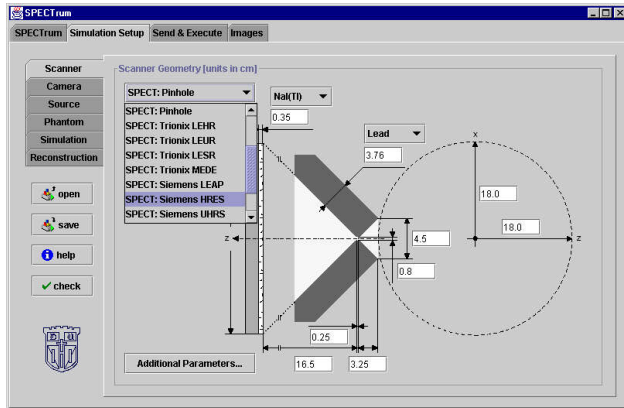 SPECTrum
SPECTrum Simulation Setup Send & Execute Images
Scanner
Camera
Source
Phantom
Simulation
Reconstruction
open
save
help
check
Scanner Geometry [units in cm]
SPECT: Pinhole
NaI(Tl)
SPECT: Pinhole
SPECT: Trionix LEHR
SPECT: Trionix LEUR
SPECT: Trionix LESR
SPECT: Trionix MEDE
SPECT: Siemens LEAP
SPECT: Siemens HRES
SPECT: Siemens UHRS
0.35
Lead
3.76
x
18.0
18.0
z
z
4.5
0.8
0.25
16.5
3.25
Additional Parameters...